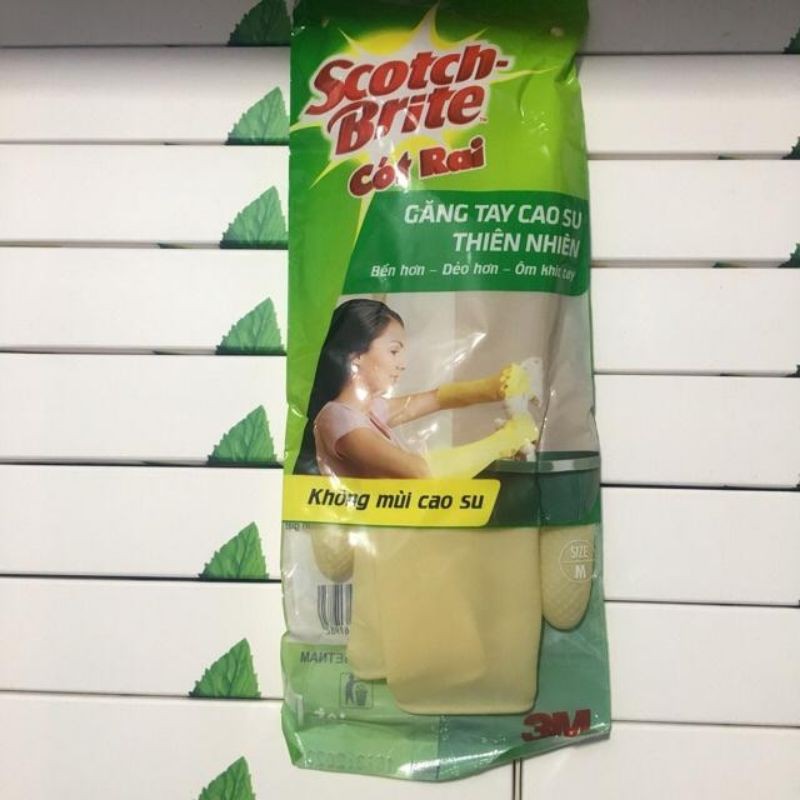 Scotch-
Brite™
Cót Rai
GĂNG TAY CAO SU
THIÊN NHIÊN
Bền hơn – Dẻo hơn – Ôm khít tay
Không mùi cao su
SIZE
M
3M